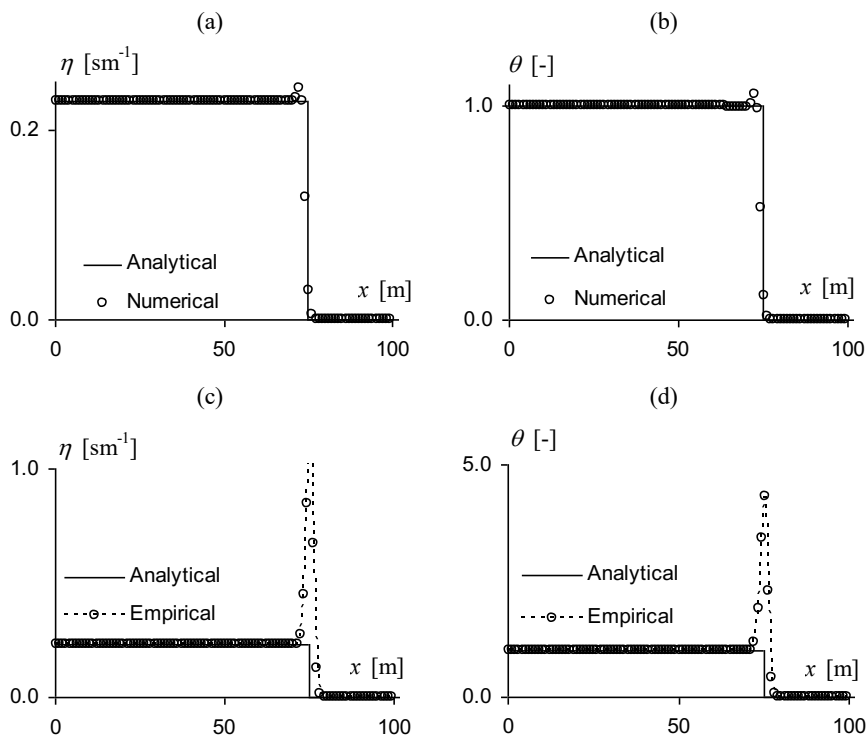 (a)
η [sm⁻¹]
0.2
Analytical
Numerical
x [m]
0.0
0
50
100
(b)
θ [-]
1.0
Analytical
Numerical
x [m]
0.0
0
50
100
(c)
η [sm⁻¹]
1.0
Analytical
Empirical
x [m]
0.0
0
50
100
(d)
θ [-]
5.0
Analytical
Empirical
x [m]
0.0
0
50
100